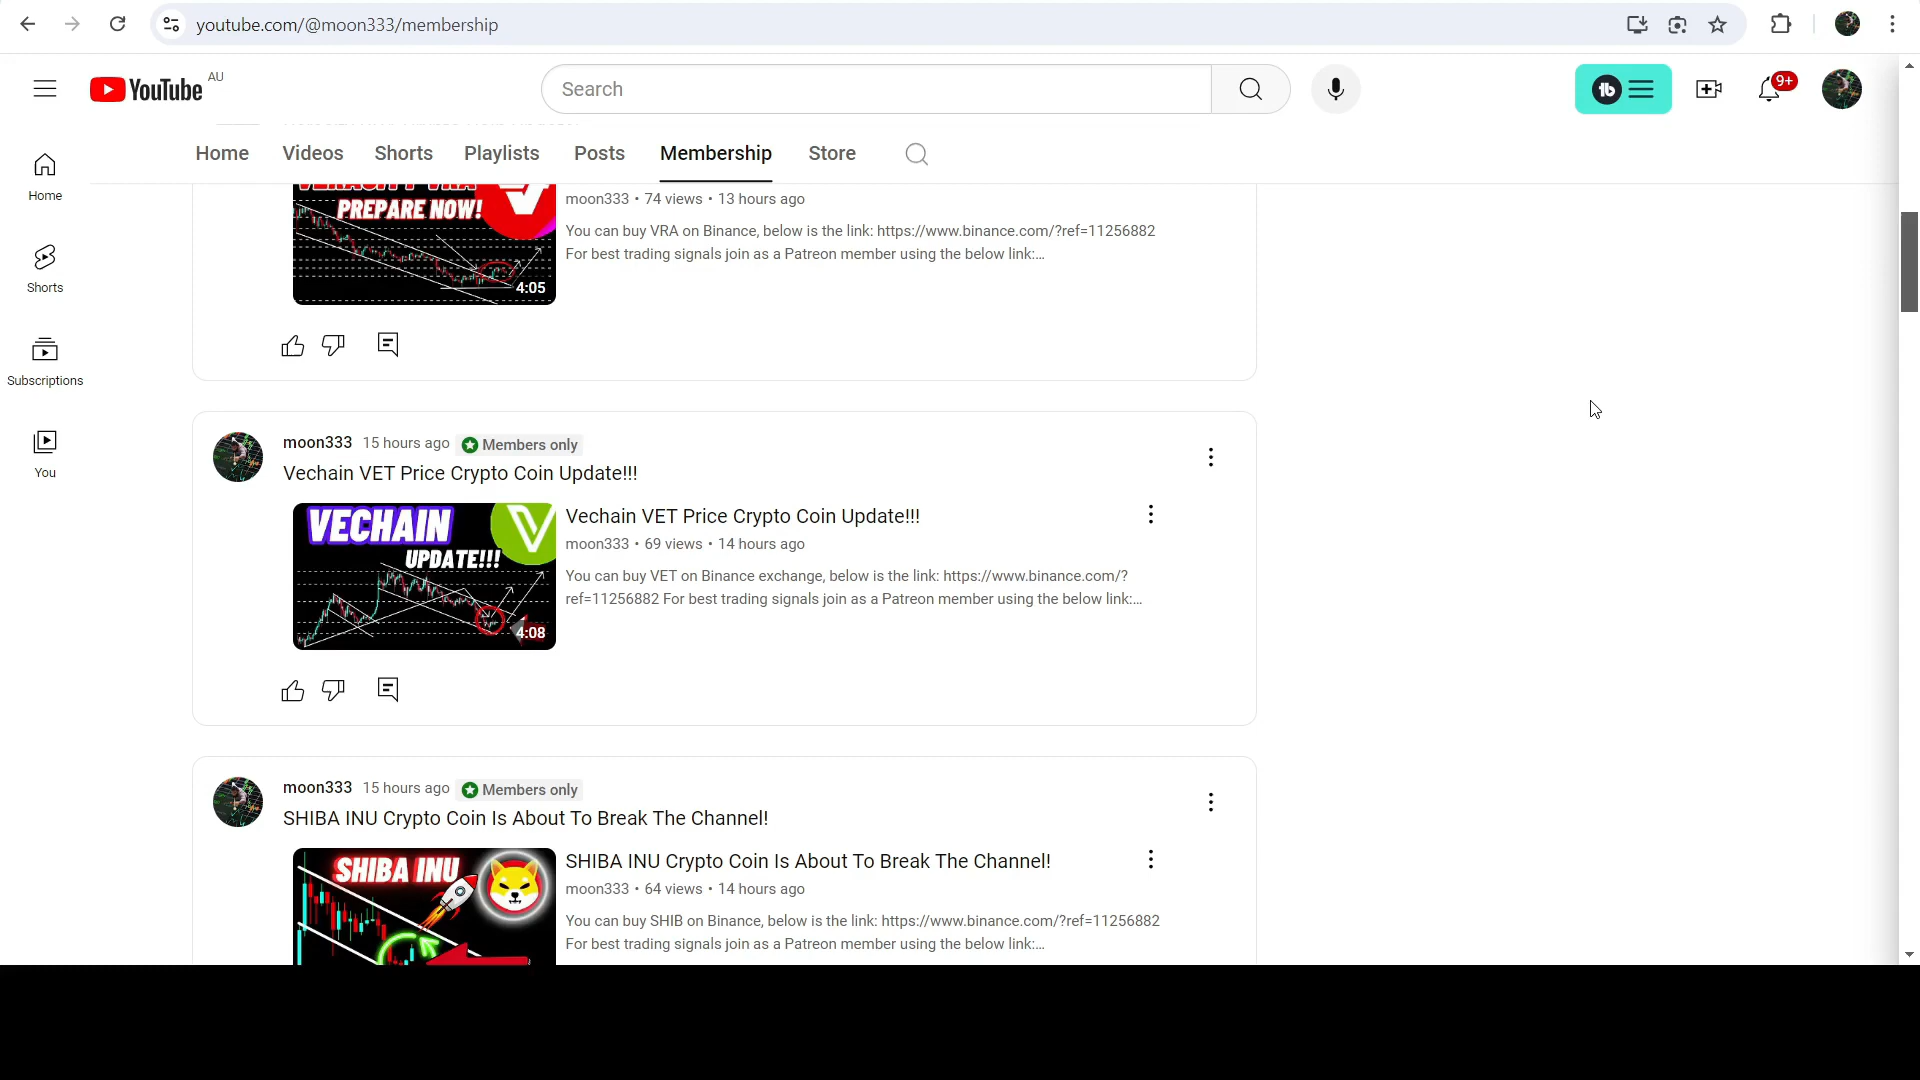 youtube.com/@moon333/membership
YouTube AU
Search
9+
Home
Videos
Shorts
Playlists
Posts
Membership
Store
Home
Shorts
Subscriptions
You
PREPARE NOW!
4:05
moon333 • 74 views • 13 hours ago
You can buy VRA on Binance, below is the link: https://www.binance.com/?ref=11256882
For best trading signals join as a Patreon member using the below link:...
moon333 15 hours ago Members only
Vechain VET Price Crypto Coin Update!!!
VECHAIN
UPDATE!!!
4:08
Vechain VET Price Crypto Coin Update!!!
moon333 • 69 views • 14 hours ago
You can buy VET on Binance exchange, below is the link: https://www.binance.com/?
ref=11256882 For best trading signals join as a Patreon member using the below link:...
moon333 15 hours ago Members only
SHIBA INU Crypto Coin Is About To Break The Channel!
SHIBA INU
SHIBA INU Crypto Coin Is About To Break The Channel!
moon333 • 64 views • 14 hours ago
You can buy SHIB on Binance, below is the link: https://www.binance.com/?ref=11256882
For best trading signals join as a Patreon member using the below link:...